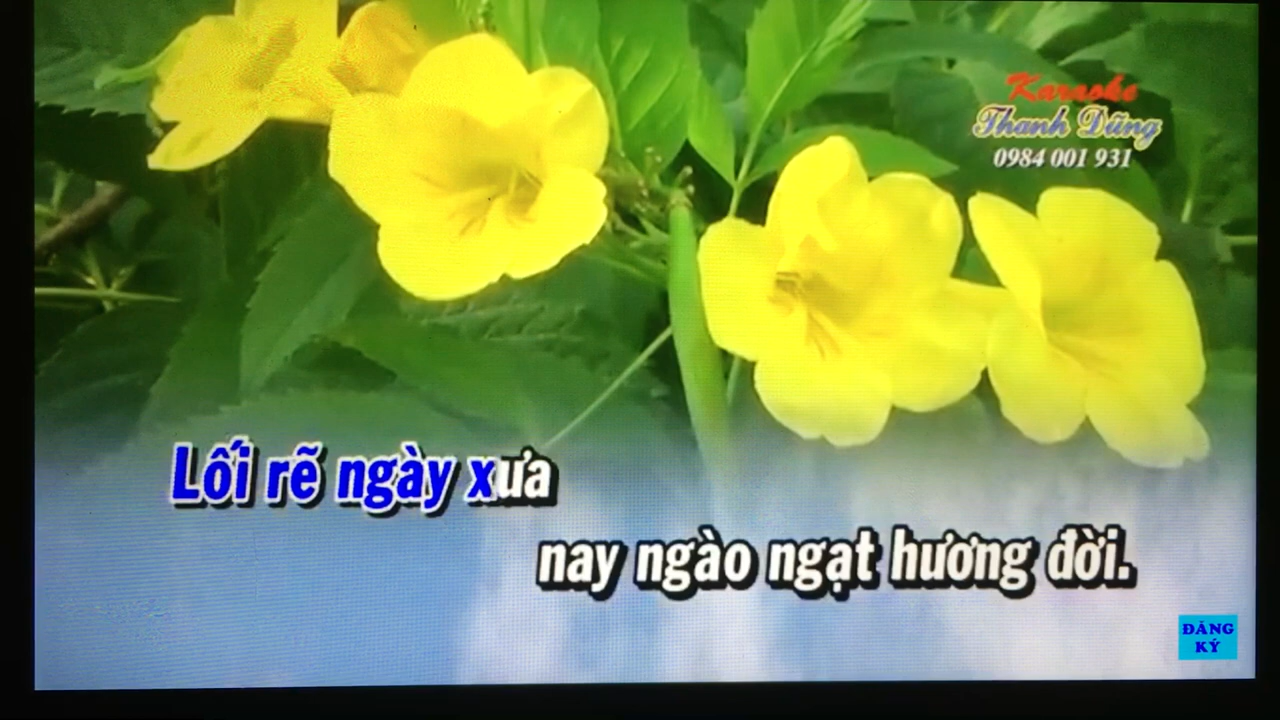 Karaoke
Thanh Dũng
0984 001 931
Lối rẽ ngày xưa
nay ngào ngạt hương đời.
ĐĂNG
KÝ